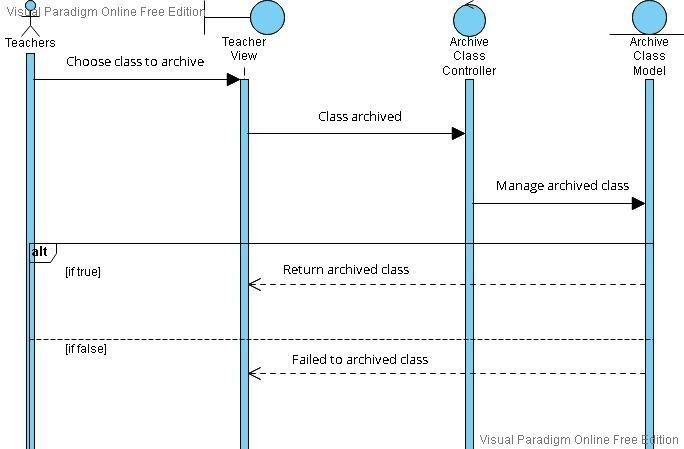 Visual Paradigm Online Free Edition
Teachers
Teacher
View
Archive
Class
Controller
Archive
Class
Model
Choose class to archive
Class archived
Manage archived class
alt
[if true]
Return archived class
[if false]
Failed to archived class
Visual Paradigm Online Free Edition